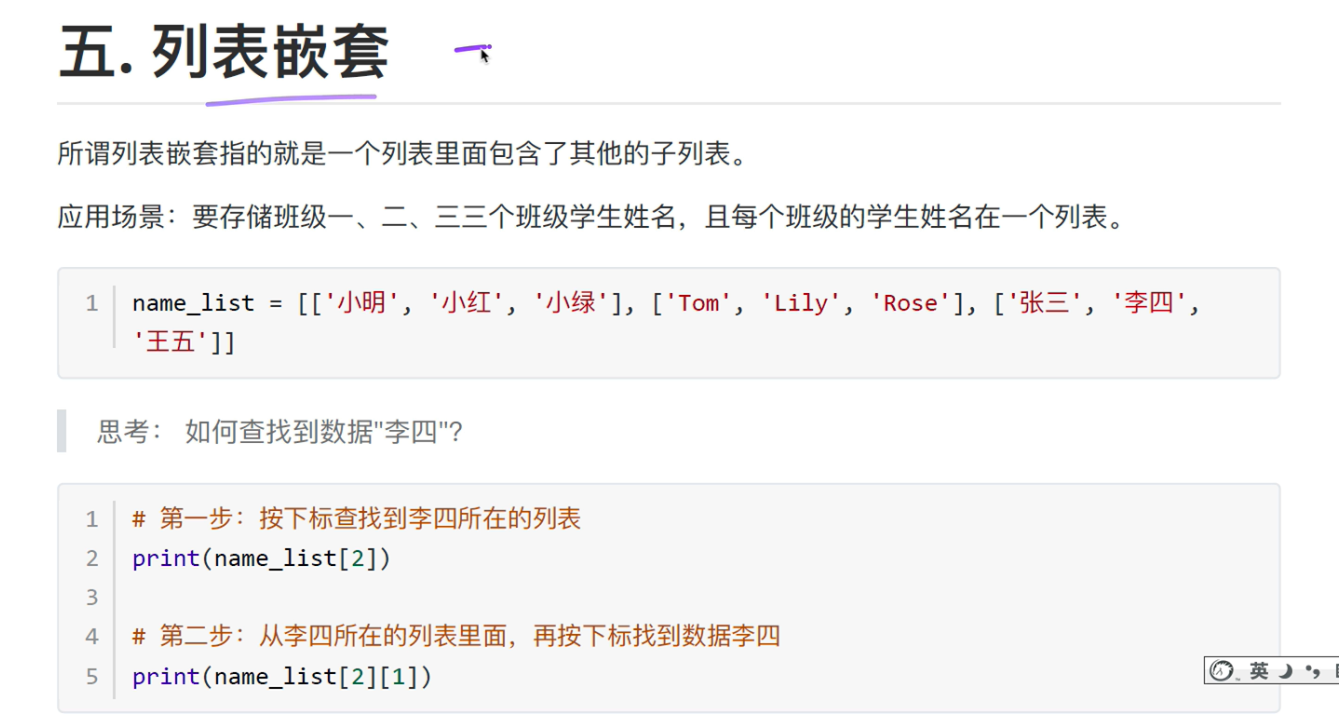 五. 列表嵌套
所谓列表嵌套指的就是一个列表里面包含了其他的子列表。
应用场景：要存储班级一、二、三三个班级学生姓名，且每个班级的学生姓名在一个列表。
1 name_list = [['小明', '小红', '小绿'], ['Tom', 'Lily', 'Rose'], ['张三', '李四',
'王五']]
思考： 如何查找到数据"李四"?
1 # 第一步：按下标查找到李四所在的列表
2 print(name_list[2])
3
4 # 第二步：从李四所在的列表里面，再按下标找到数据李四
5 print(name_list[2][1])
英